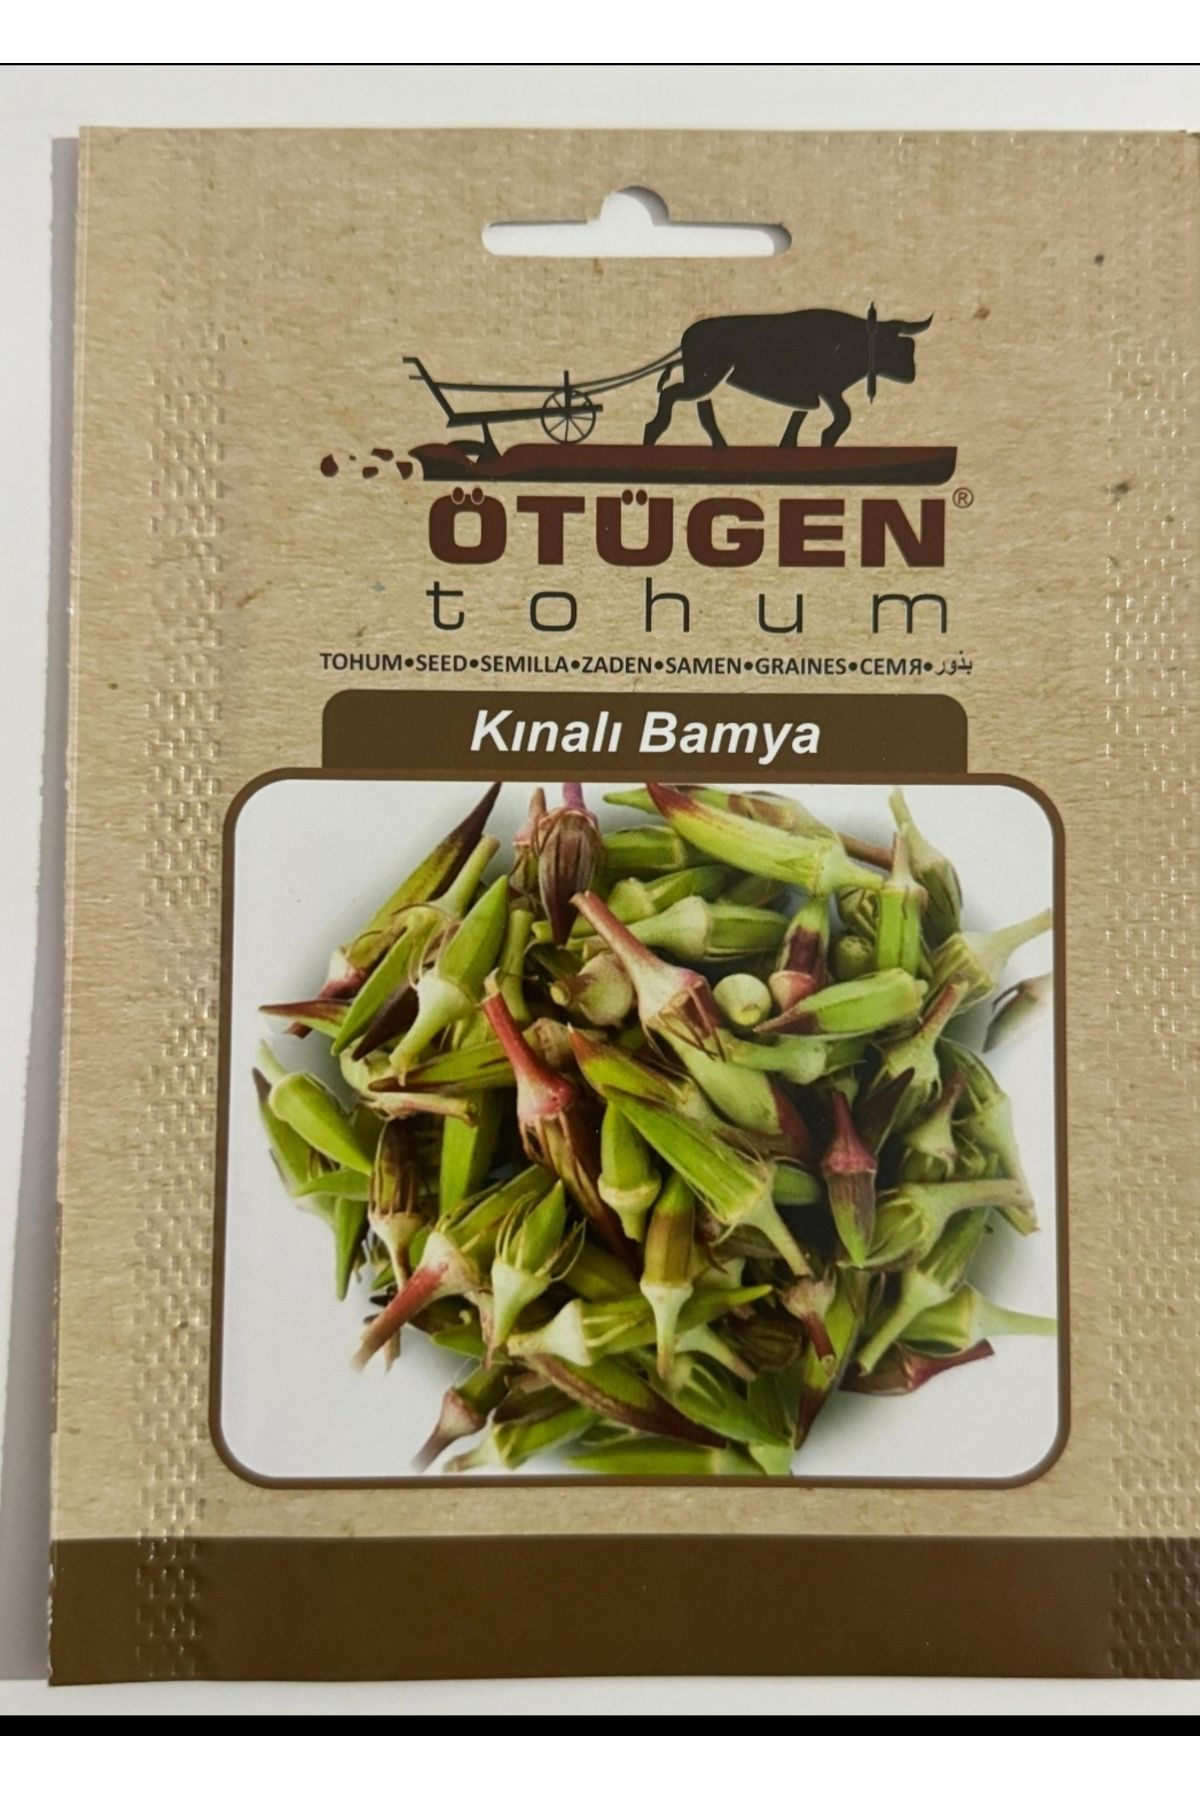 ÖTÜGEN®
tohum
TOHUM•SEED•SEMILLA•ZADEN•SAMEN•GRAINES•СЕМЯ•بذور
Kınalı Bamya